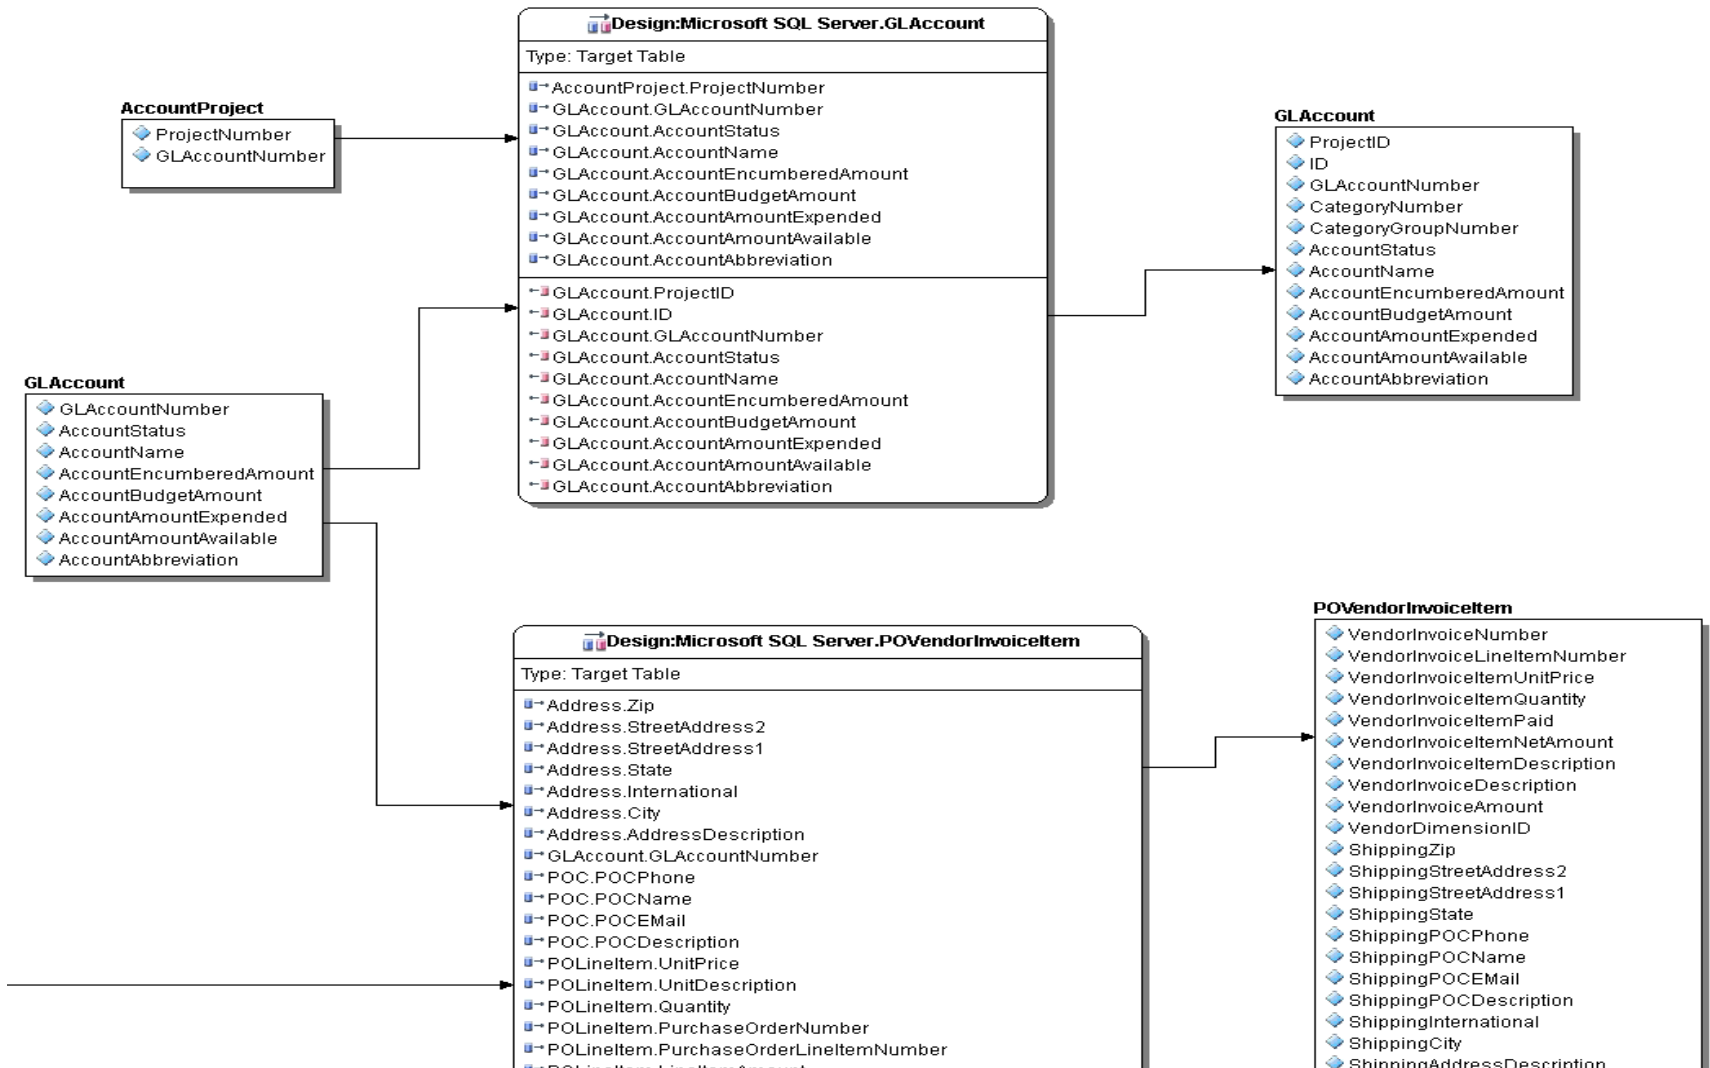 Design:Microsoft SQL Server.GLAccount
Type: Target Table
AccountProject.ProjectNumber
GLAccount.GLAccountNumber
GLAccount.AccountStatus
GLAccount.AccountName
GLAccount.AccountEncumberedAmount
GLAccount.AccountBudgetAmount
GLAccount.AccountAmountExpended
GLAccount.AccountAmountAvailable
GLAccount.AccountAbbreviation
GLAccount.ProjectID
GLAccount.ID
GLAccount.GLAccountNumber
GLAccount.AccountStatus
GLAccount.AccountName
GLAccount.AccountEncumberedAmount
GLAccount.AccountBudgetAmount
GLAccount.AccountAmountExpended
GLAccount.AccountAmountAvailable
GLAccount.AccountAbbreviation
AccountProject
ProjectNumber
GLAccountNumber
GLAccount
ProjectID
ID
GLAccountNumber
CategoryNumber
CategoryGroupNumber
AccountStatus
AccountName
AccountEncumberedAmount
AccountBudgetAmount
AccountAmountExpended
AccountAmountAvailable
AccountAbbreviation
GLAccount
GLAccountNumber
AccountStatus
AccountName
AccountEncumberedAmount
AccountBudgetAmount
AccountAmountExpended
AccountAmountAvailable
AccountAbbreviation
Design:Microsoft SQL Server.POVendorInvoiceItem
Type: Target Table
Address.Zip
Address.StreetAddress2
Address.StreetAddress1
Address.State
Address.International
Address.City
Address.AddressDescription
GLAccount.GLAccountNumber
POC.POCPhone
POC.POCName
POC.POCEMail
POC.POCDescription
POLineItem.UnitPrice
POLineItem.UnitDescription
POLineItem.Quantity
POLineItem.PurchaseOrderNumber
POLineItem.PurchaseOrderLineItemNumber
POVendorInvoiceItem
VendorInvoiceNumber
VendorInvoiceLineItemNumber
VendorInvoiceItemUnitPrice
VendorInvoiceItemQuantity
VendorInvoiceItemPaid
VendorInvoiceItemNetAmount
VendorInvoiceItemDescription
VendorInvoiceDescription
VendorInvoiceAmount
VendorDimensionID
ShippingZip
ShippingStreetAddress2
ShippingStreetAddress1
ShippingState
ShippingPOCPhone
ShippingPOCName
ShippingPOCEMail
ShippingPOCDescription
ShippingInternational
ShippingCity
ShippingAddressDescription